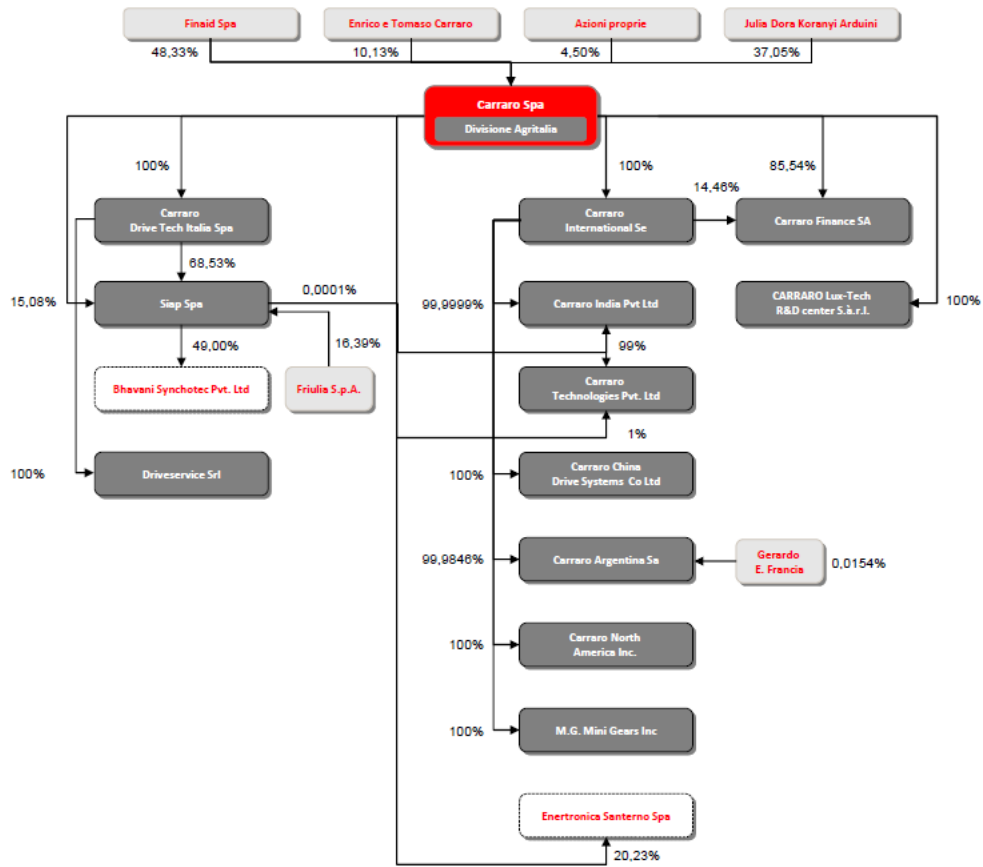 Finaid Spa
Enrico e Tomaso Carraro
Azioni proprie
Julia Dora Koranyi Arduini
48,33%
10,13%
4,50%
37,05%
Carraro Spa
Divisione Agritalia
100%
100%
14,46%
85,54%
Carraro
Drive Tech Italia Spa
Carraro
International Se
Carraro Finance SA
68,53%
0,0001%
15,08%
Siap Spa
99,9999%
Carraro India Pvt Ltd
CARRARO Lux-Tech
R&D center S.à.r.l.
100%
49,00%
16,39%
99%
Bhavani Synchotec Pvt. Ltd
Friulia S.p.A.
Carraro
Technologies Pvt. Ltd
1%
100%
Driveservice Srl
100%
Carraro China
Drive Systems Co Ltd
99,9846%
Carraro Argentina Sa
Gerardo
E. Francia
0,0154%
100%
Carraro North
America Inc.
100%
M.G. Mini Gears Inc
Enertronica Santerno Spa
20,23%